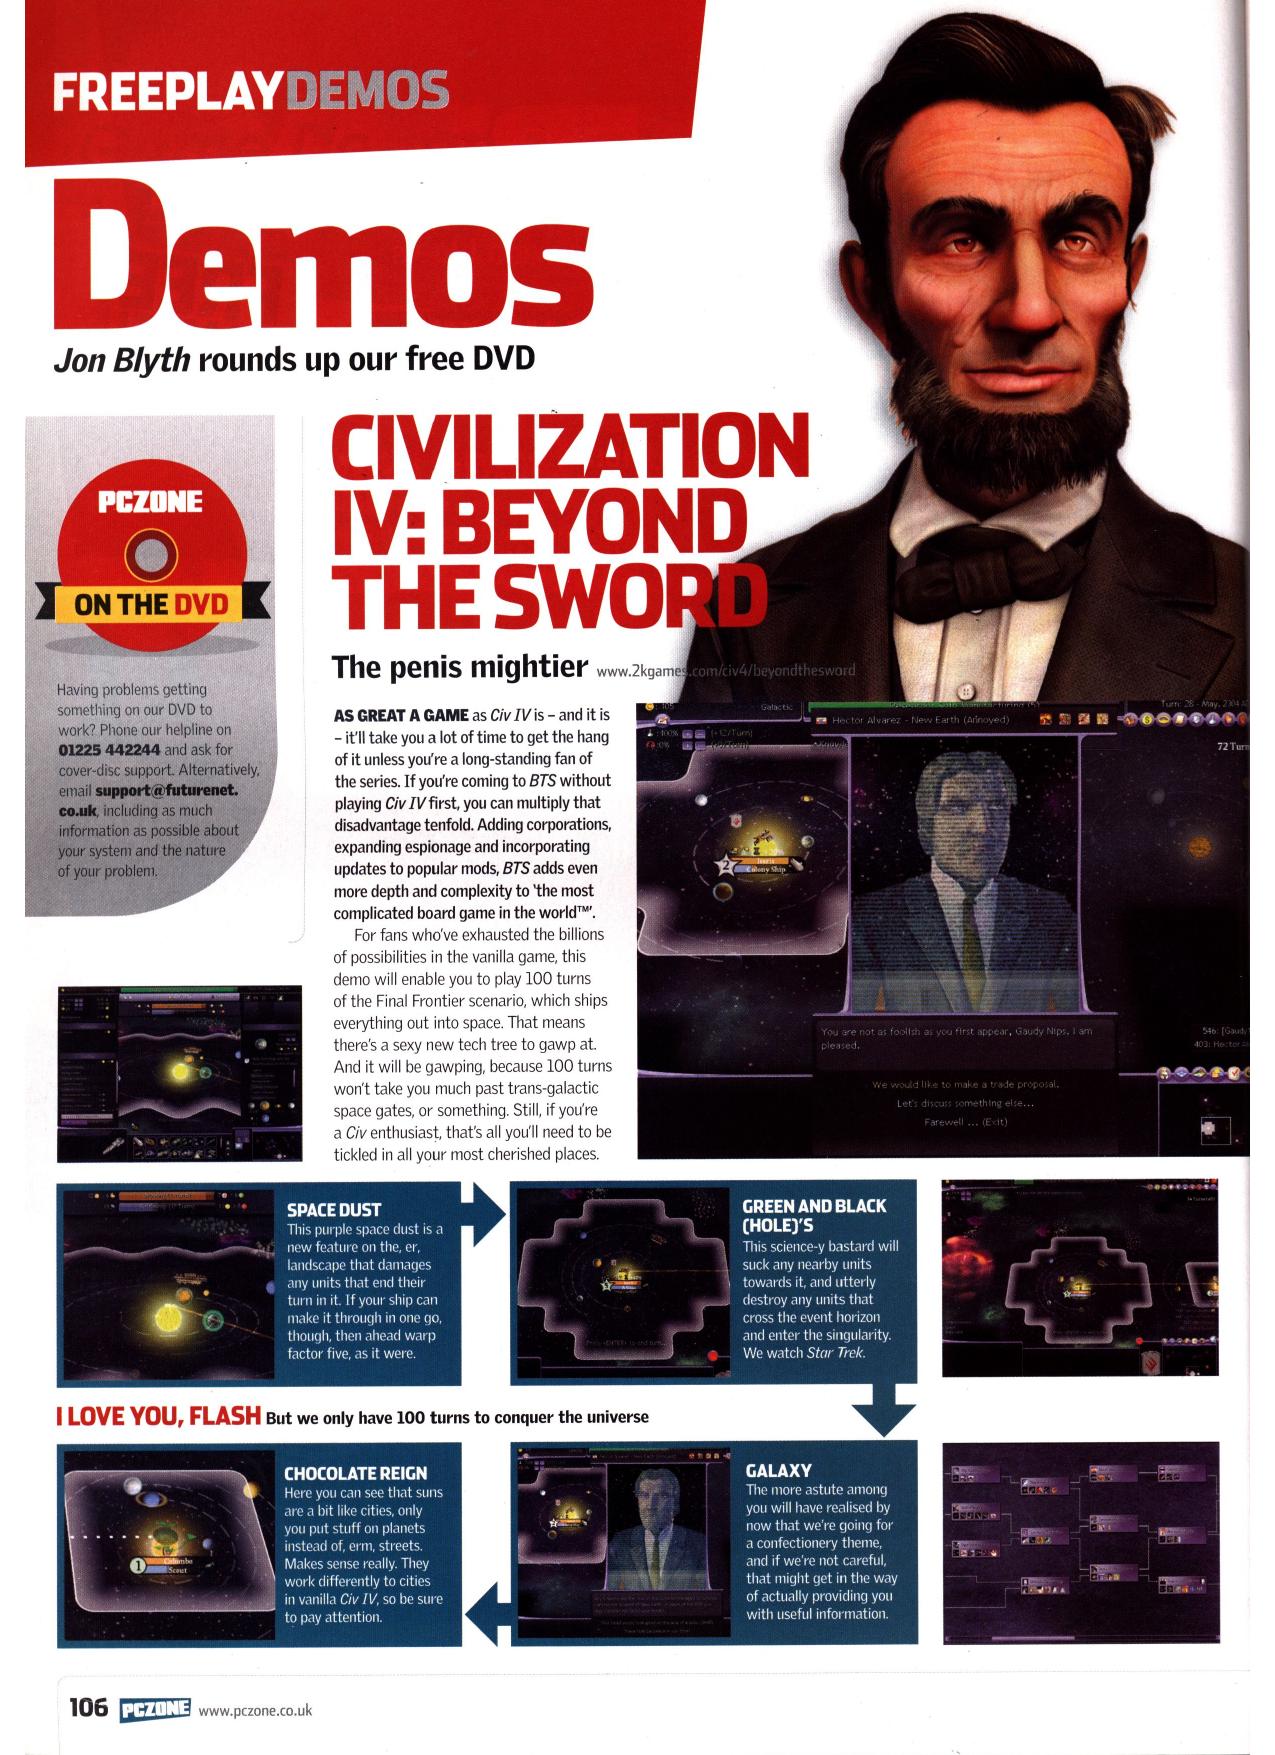 FREEPLAYDEMOS
Demos
Jon Blyth rounds up our free DVD
PCZONE
ON THE DVD
Having problems getting
something on our DVD to
work? Phone our helpline on
01225 442244 and ask for
cover-disc support. Alternatively,
email support@futurenet.
co.uk, including as much
information as possible about
your system and the nature
of your problem.
CIVILIZATION
IV: BEYOND
THE SWORD
The penis mightier www.2kgames.com/civ4/beyondthesword
AS GREAT A GAME as Civ IV is – and it is
– it'll take you a lot of time to get the hang
of it unless you're a long-standing fan of
the series. If you're coming to BTS without
playing Civ IV first, you can multiply that
disadvantage tenfold. Adding corporations,
expanding espionage and incorporating
updates to popular mods, BTS adds even
more depth and complexity to 'the most
complicated board game in the world™'.
For fans who've exhausted the billions
of possibilities in the vanilla game, this
demo will enable you to play 100 turns
of the Final Frontier scenario, which ships
everything out into space. That means
there's a sexy new tech tree to gawp at.
And it will be gawping, because 100 turns
won't take you much past trans-galactic
space gates, or something. Still, if you're
a Civ enthusiast, that's all you'll need to be
tickled in all your most cherished places.
Galactic
Turn: 28 - May, 2304
Hector Alvarez - New Earth (Annoyed)
72 Turn
2
Colony Ship
You are not as foolish as you first appear, Gaudy Nips. I am
pleased.
We would like to make a trade proposal.
Let's discuss something else...
Farewell ... (Exit)
SPACE DUST
This purple space dust is a
new feature on the, er,
landscape that damages
any units that end their
turn in it. If your ship can
make it through in one go,
though, then ahead warp
factor five, as it were.
GREEN AND BLACK
(HOLE)'S
This science-y bastard will
suck any nearby units
towards it, and utterly
destroy any units that
cross the event horizon
and enter the singularity.
We watch Star Trek.
I LOVE YOU, FLASH But we only have 100 turns to conquer the universe
CHOCOLATE REIGN
Here you can see that suns
are a bit like cities, only
you put stuff on planets
instead of, erm, streets.
Makes sense really. They
work differently to cities
in vanilla Civ IV, so be sure
to pay attention.
1
Columbo
Scout
GALAXY
The more astute among
you will have realised by
now that we're going for
a confectionery theme,
and if we're not careful,
that might get in the way
of actually providing you
with useful information.
106 PCZONE www.pczone.co.uk